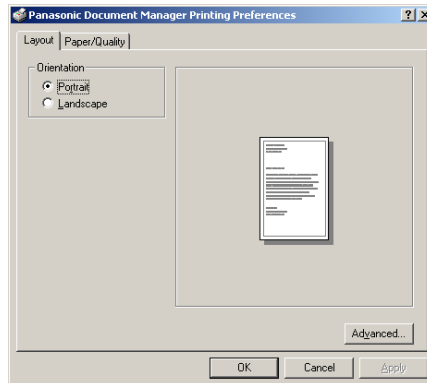 Panasonic Document Manager Printing Preferences
Layout
Paper/Quality
Orientation
Portrait
Landscape
Advanced...
OK
Cancel
Apply